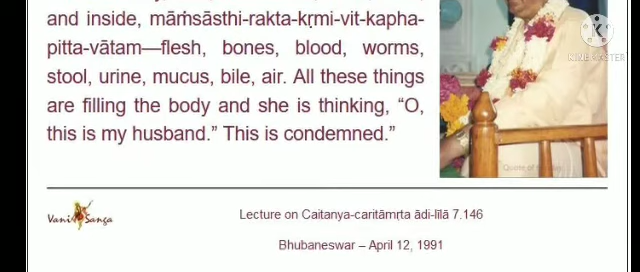 and inside, māṁsāsthi-rakta-kṛmi-vit-kapha-
pitta-vātam—flesh, bones, blood, worms,
stool, urine, mucus, bile, air. All these things
are filling the body and she is thinking, “O,
this is my husband.” This is condemned.”
KINEMASTER
Vani Sanga
Lecture on Caitanya-caritāmṛta ādi-līlā 7.146
Bhubaneswar – April 12, 1991